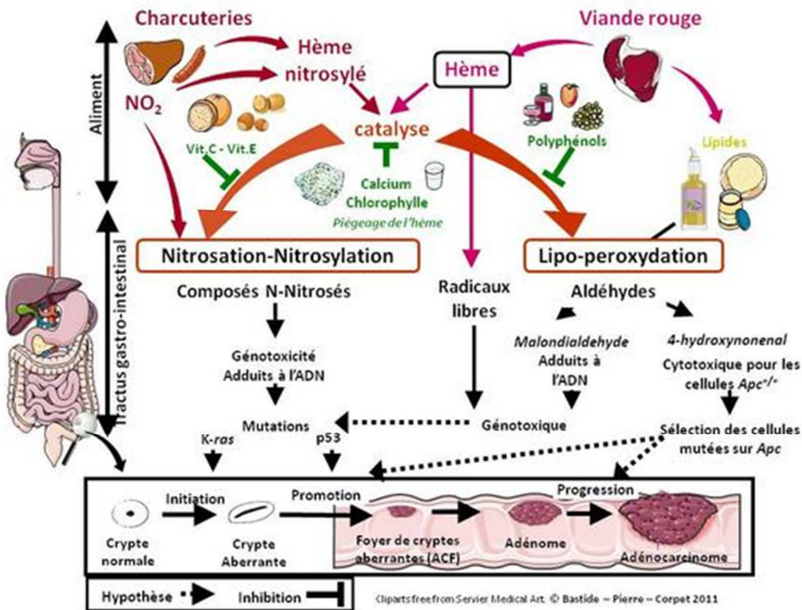 Charcuteries
Viande rouge
Hème
nitrosylé
Hème
NO₂
Aliment
catalyse
Vit.C - Vit.E
Polyphénols
Lipides
Calcium
Chlorophylle
Piégeage de l'hème
Tractus gastro-intestinal
Nitrosation-Nitrosylation
Lipo-peroxydation
Composés N-Nitrosés
Radicaux
libres
Aldéhydes
Génotoxicité
Adduits à l'ADN
Malondialdehyde
Adduits à
l'ADN
4-hydroxynonenal
Cytotoxique pour les
cellules Apc⁺/⁺
Mutations
Génotoxique
Sélection des cellules
mutées sur Apc
K-ras
p53
Initiation
Promotion
Progression
Crypte
normale
Crypte
Aberrante
Foyer de cryptes
aberrantes (ACF)
Adénome
Adénocarcinome
Hypothèse
Inhibition
Cliparts free from Servier Medical Art. © Bastide – Pierre – Corpet 2011